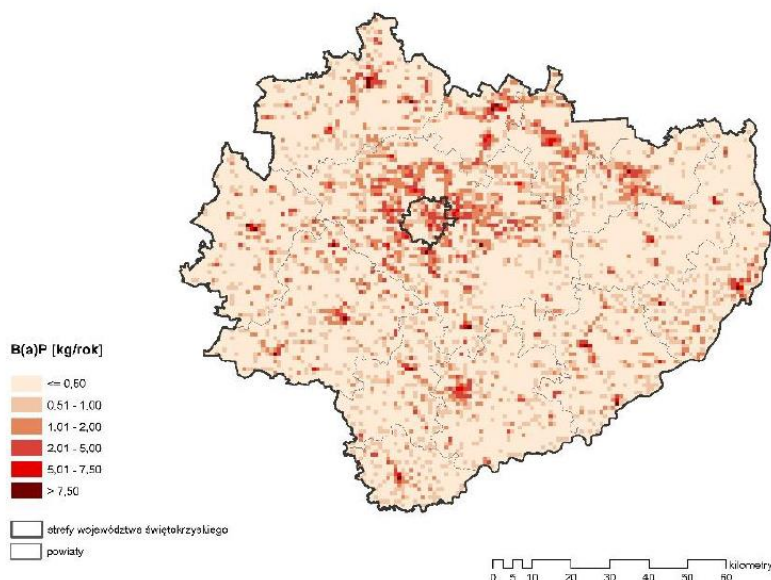 B(a)P [kg/rok]
<= 0,50
0,51 - 1,00
1,01 - 2,00
2,01 - 5,00
5,01 - 7,50
> 7,50
strefy województwa świętokrzyskiego
powiaty
kilometry
0 5 10 20 30 40 50 60